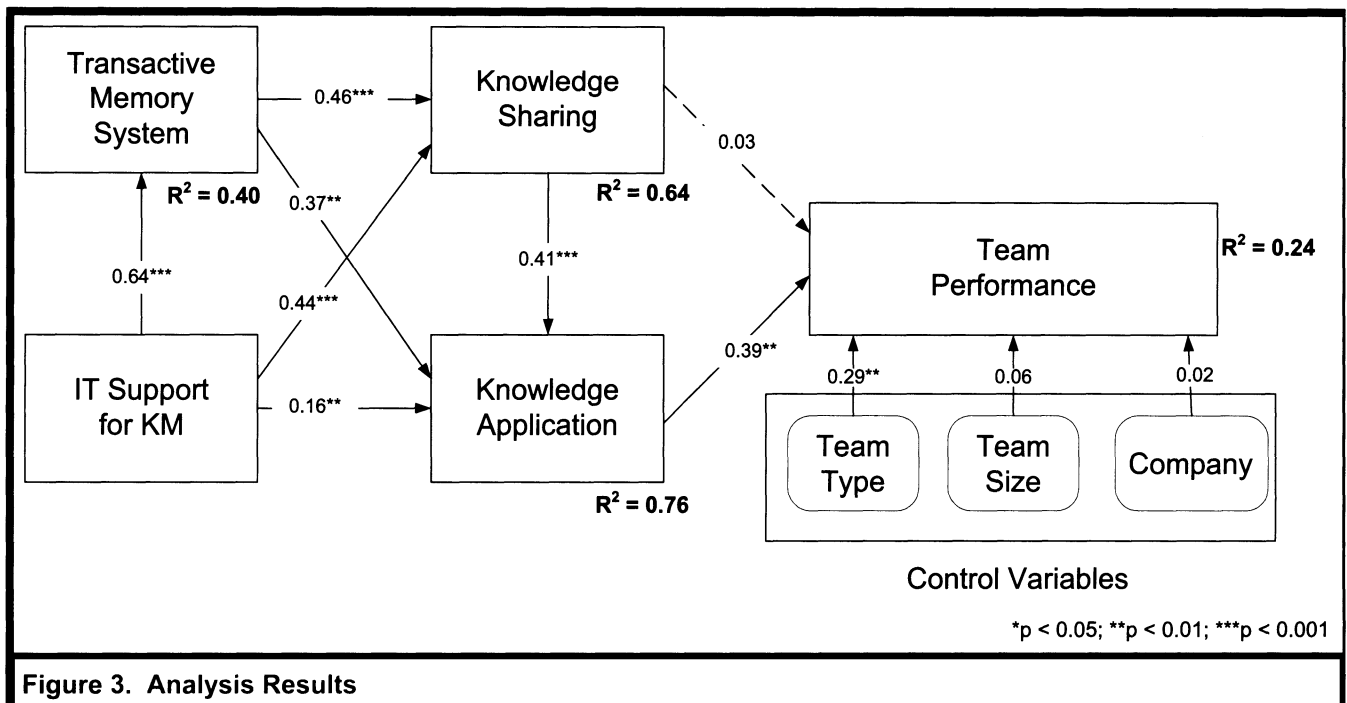 Transactive
Memory
System
0.46***
Knowledge
Sharing
0.03
R² = 0.40
0.37**
R² = 0.64
0.64***
0.44***
0.41***
Team
Performance
R² = 0.24
IT Support
for KM
0.16**
Knowledge
Application
R² = 0.76
0.39**
0.29**
0.06
0.02
Team
Type
Team
Size
Company
Control Variables
*p < 0.05; **p < 0.01; ***p < 0.001
Figure 3. Analysis Results